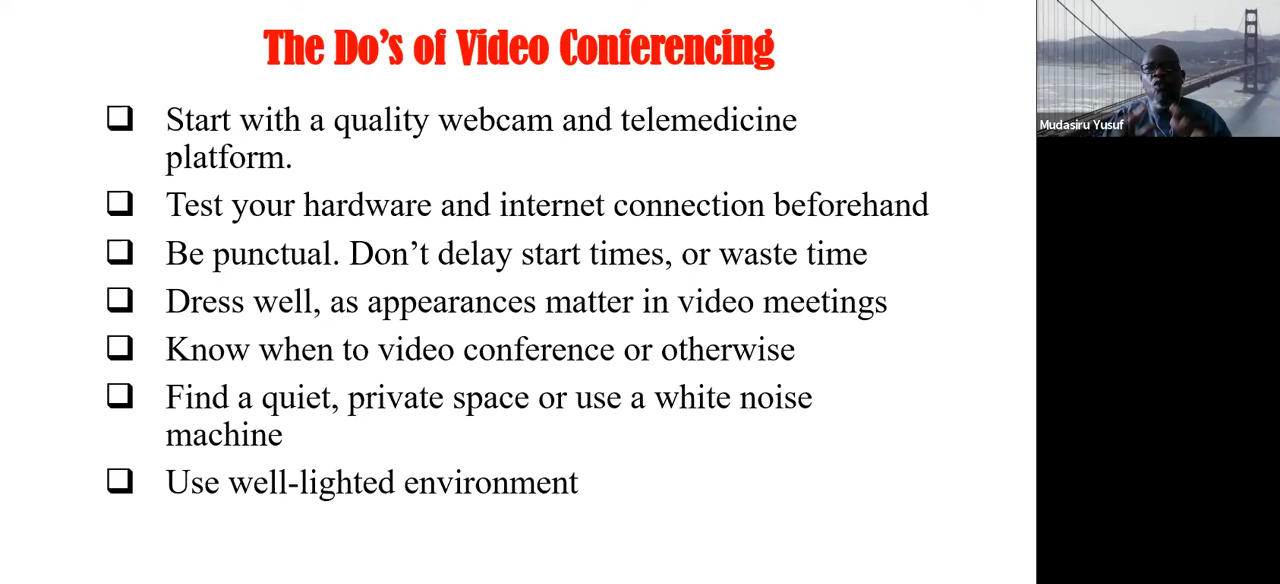 The Do's of Video Conferencing
Start with a quality webcam and telemedicine
platform.
Test your hardware and internet connection beforehand
Be punctual. Don't delay start times, or waste time
Dress well, as appearances matter in video meetings
Know when to video conference or otherwise
Find a quiet, private space or use a white noise
machine
Use well-lighted environment
Mudasiru Yusuf